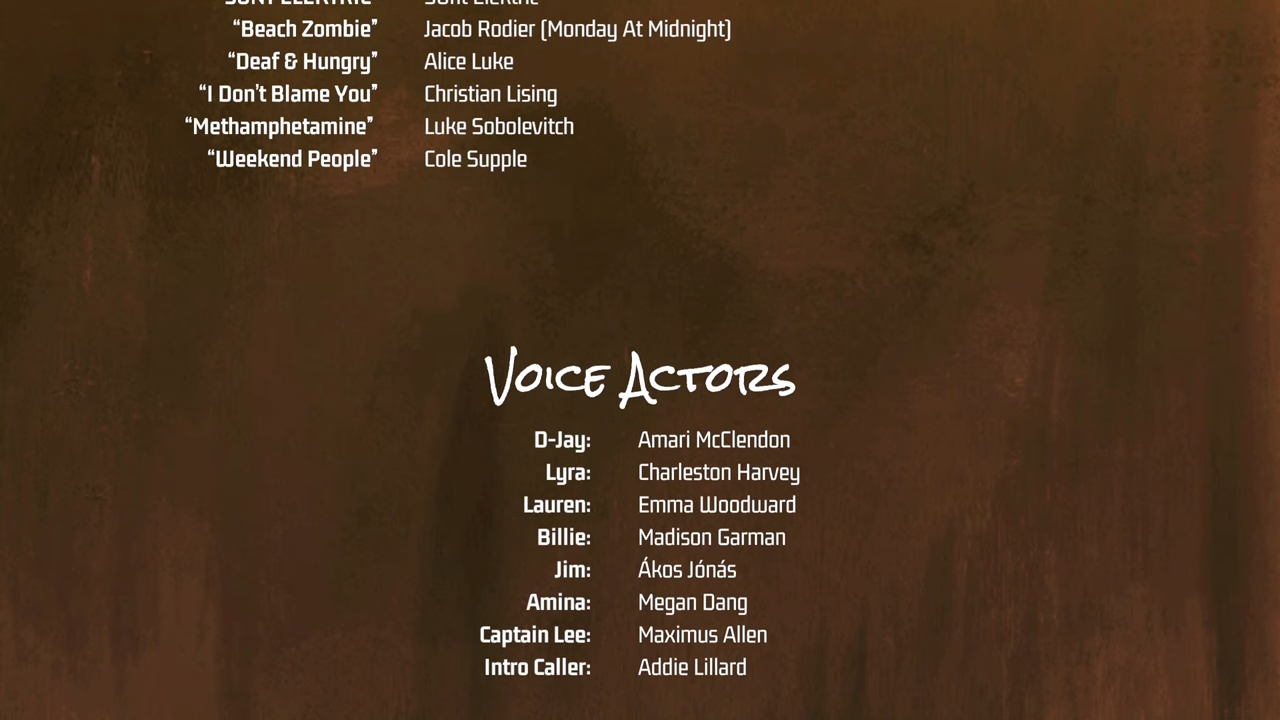 “Beach Zombie” Jacob Rodier (Monday At Midnight)
“Deaf & Hungry” Alice Luke
“I Don’t Blame You” Christian Lising
“Methamphetamine” Luke Sobolevitch
“Weekend People” Cole Supple
Voice Actors
D-Jay: Amari McClendon
Lyra: Charleston Harvey
Lauren: Emma Woodward
Billie: Madison Garman
Jim: Ákos Jónás
Amina: Megan Dang
Captain Lee: Maximus Allen
Intro Caller: Addie Lillard